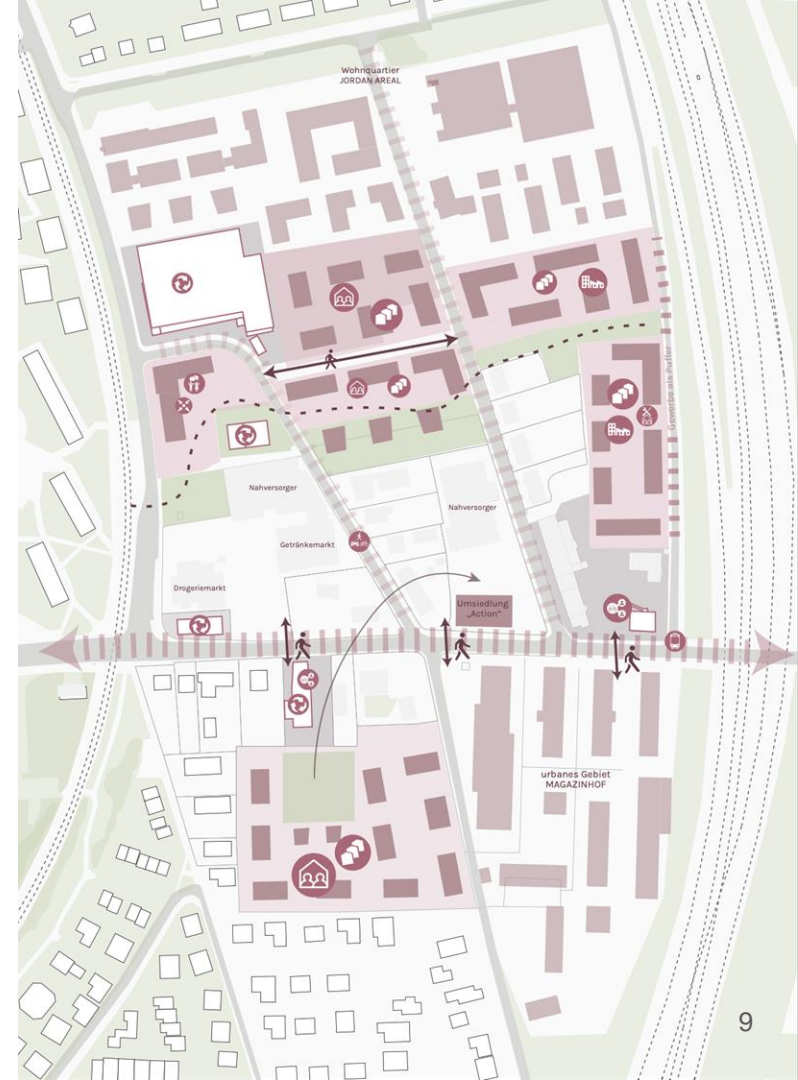 Wohnquartier
JORDAN AREAL
Gewerbe als Puffer
Nahversorger
Nahversorger
Getränkemarkt
Drogeriemarkt
Umsiedlung
„Action“
urbanes Gebiet
MAGAZINHOF
9